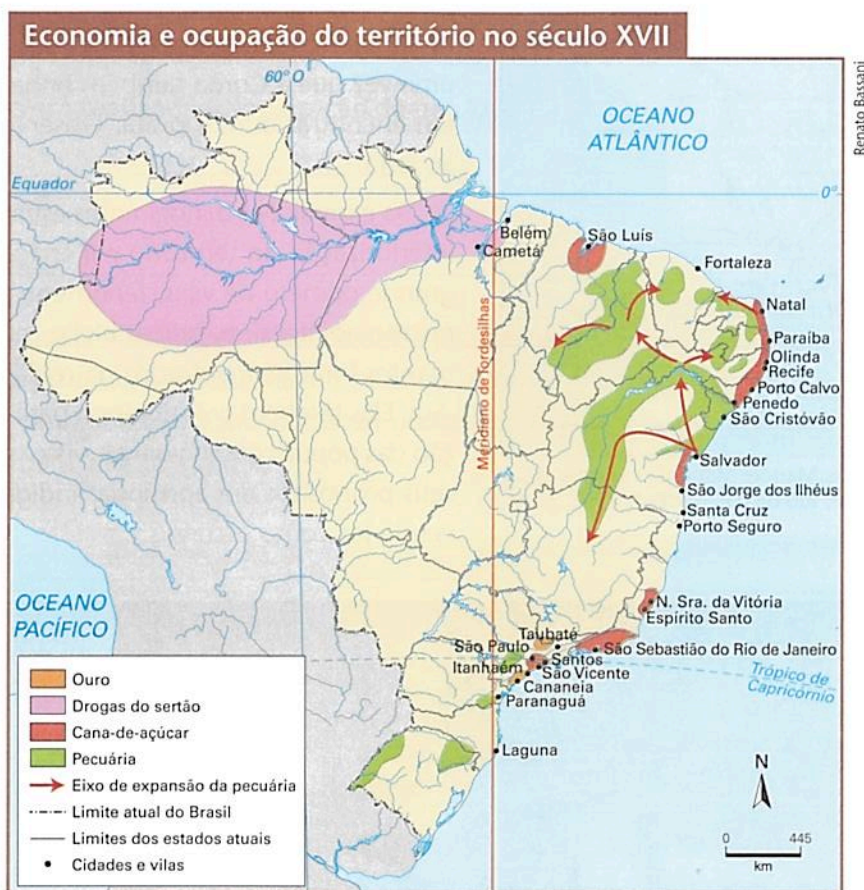 Economia e ocupação do território no século XVII
Renato Bassani
60° O
OCEANO
ATLÂNTICO
Equador
0°
Belém
Cametá
São Luís
Fortaleza
Natal
Paraíba
Olinda
Recife
Porto Calvo
Penedo
São Cristóvão
Meridiano de Tordesilhas
Salvador
São Jorge dos Ilhéus
Santa Cruz
Porto Seguro
OCEANO
PACÍFICO
N. Sra. da Vitória
Espírito Santo
Taubaté
São Paulo
São Sebastião do Rio de Janeiro
Itanhaém
Santos
São Vicente
Cananeia
Paranaguá
Trópico de
Capricórnio
Laguna
Ouro
Drogas do sertão
Cana-de-açúcar
Pecuária
Eixo de expansão da pecuária
Limite atual do Brasil
Limites dos estados atuais
Cidades e vilas
N
0 445
km